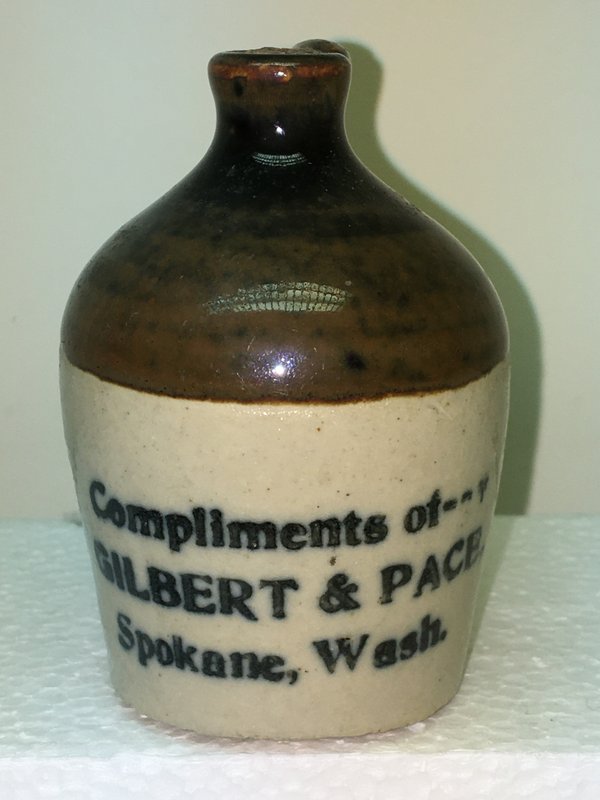 Compliments of---
GILBERT & PACE,
Spokane, Wash.